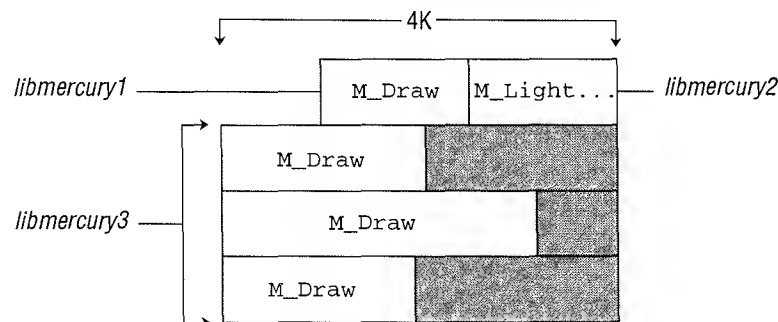 4K
libmercury1 M_Draw M_Light... libmercury2
M_Draw
libmercury3 M_Draw
M_Draw